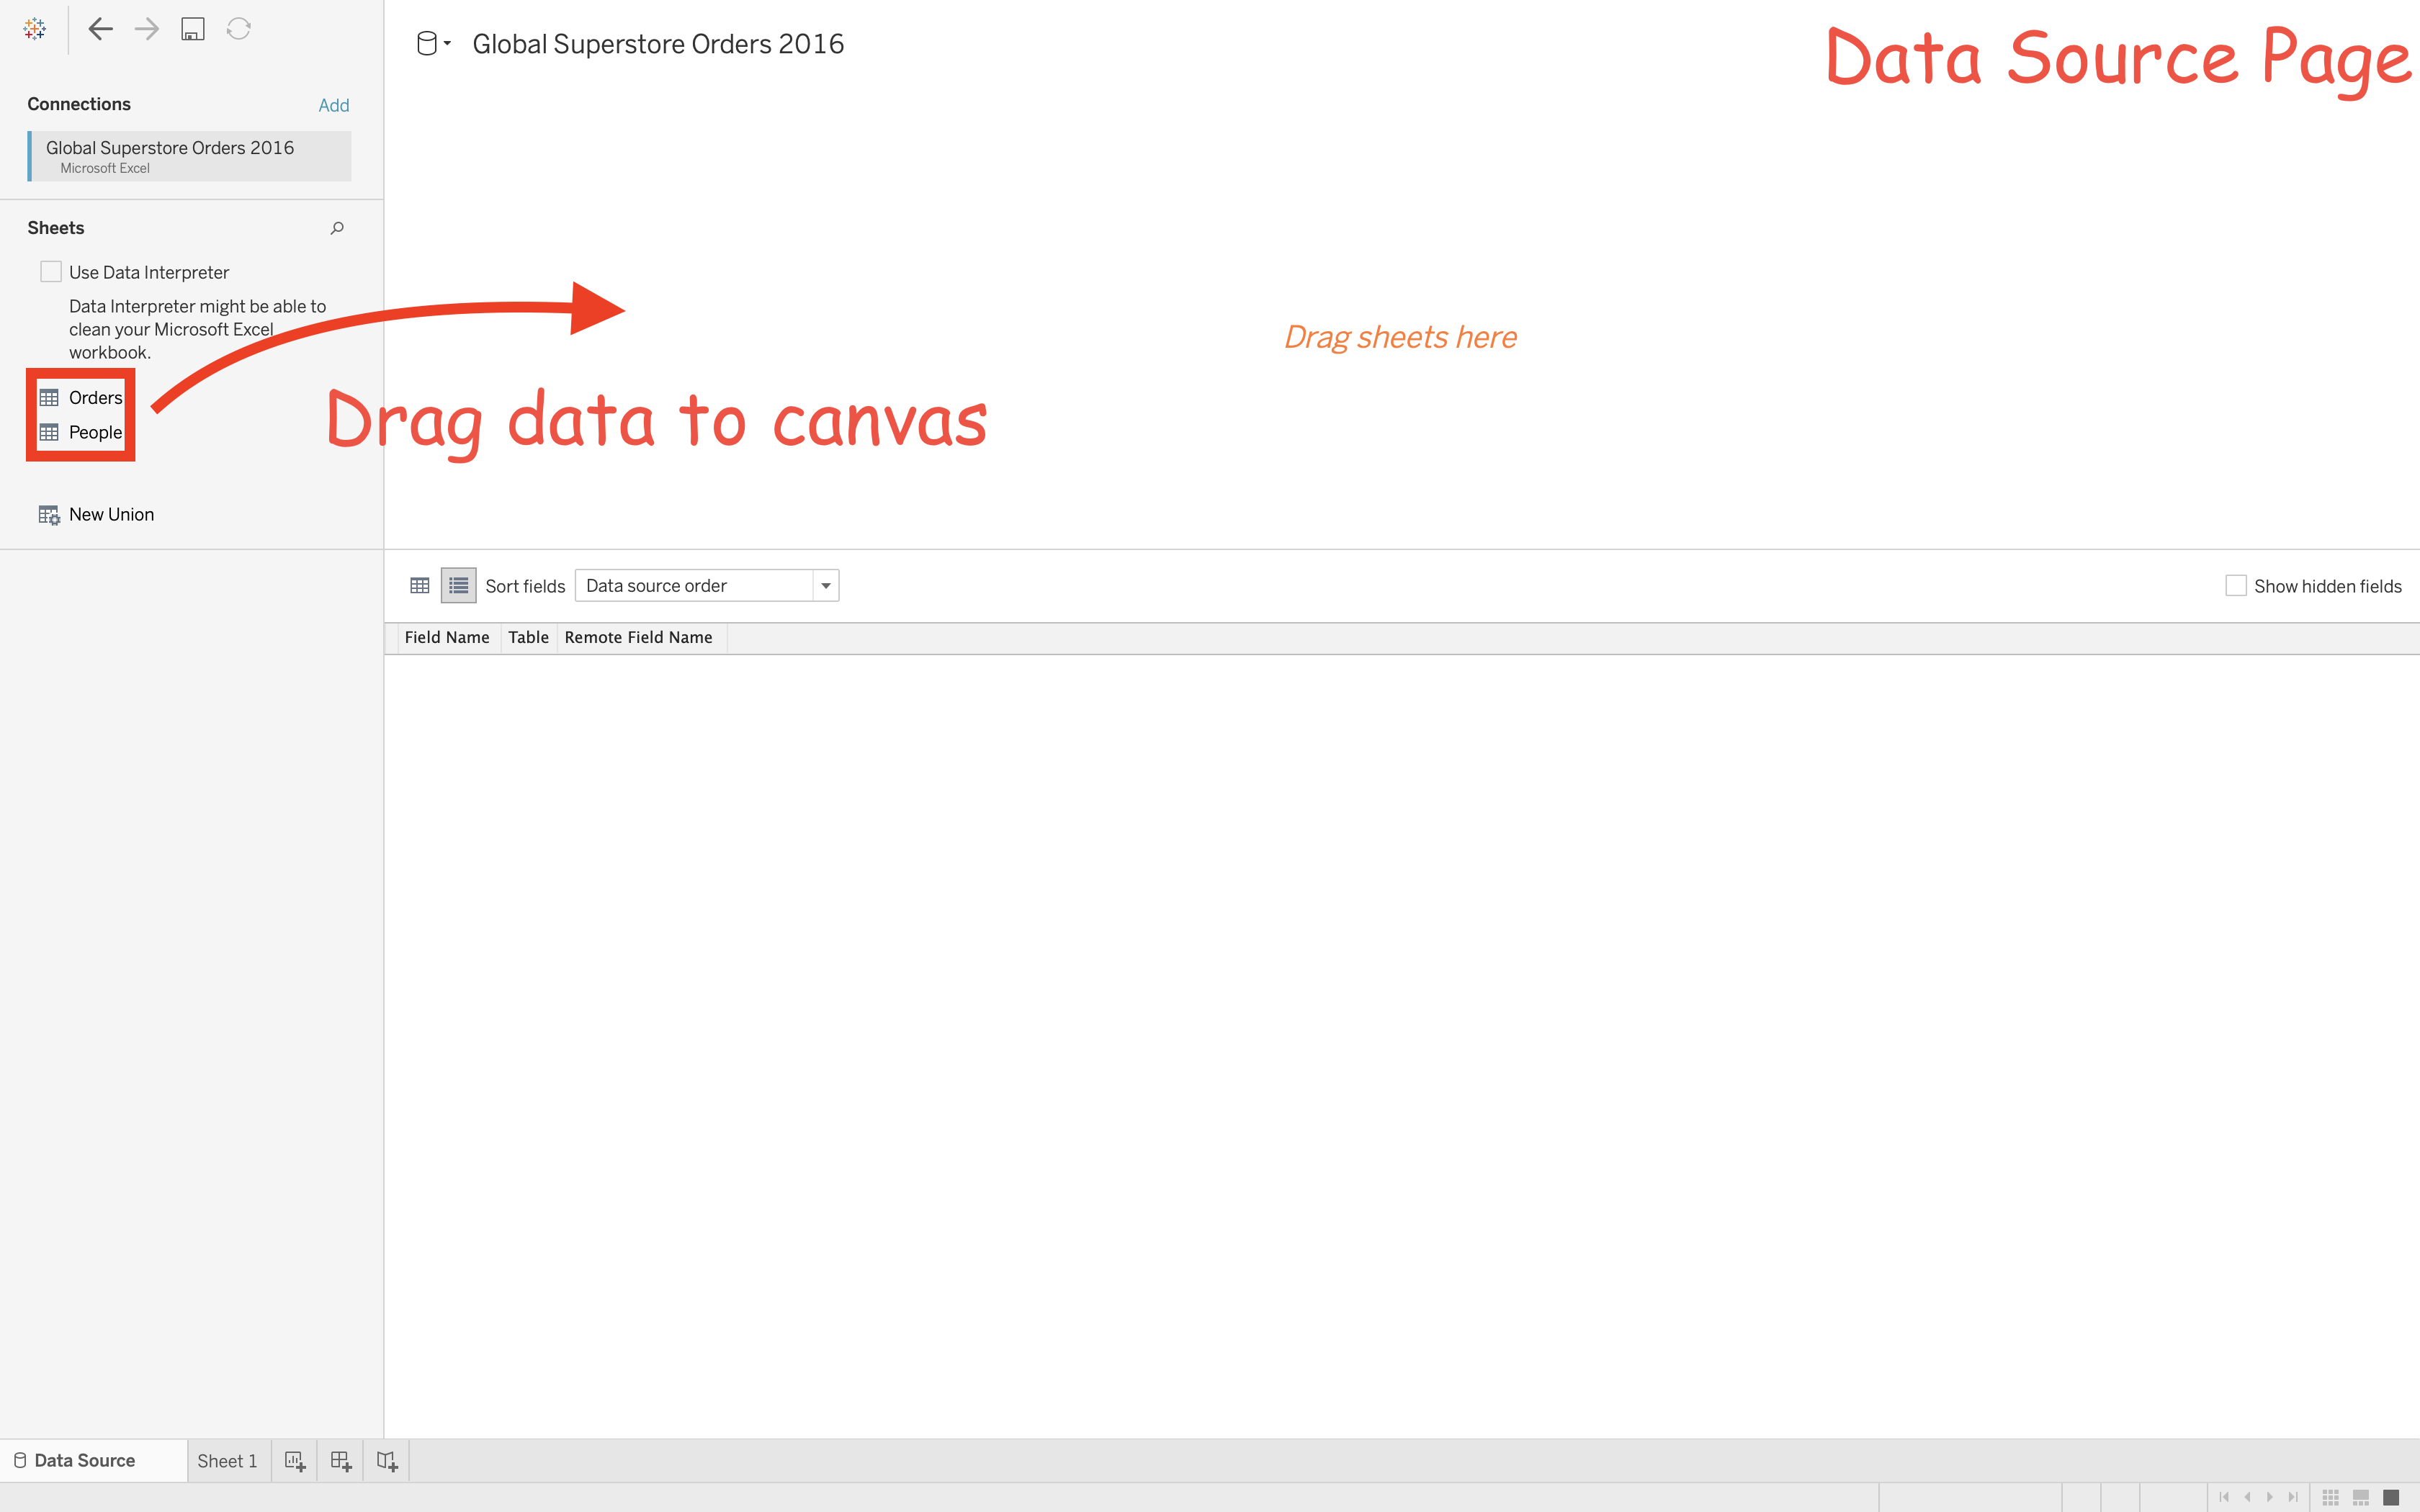 Global Superstore Orders 2016
Data Source Page
Connections
Add
Global Superstore Orders 2016
Microsoft Excel
Sheets
Use Data Interpreter
Data Interpreter might be able to
clean your Microsoft Excel
workbook.
Orders
People
New Union
Drag sheets here
Drag data to canvas
Sort fields
Data source order
Show hidden fields
Field Name
Table
Remote Field Name
Data Source
Sheet 1